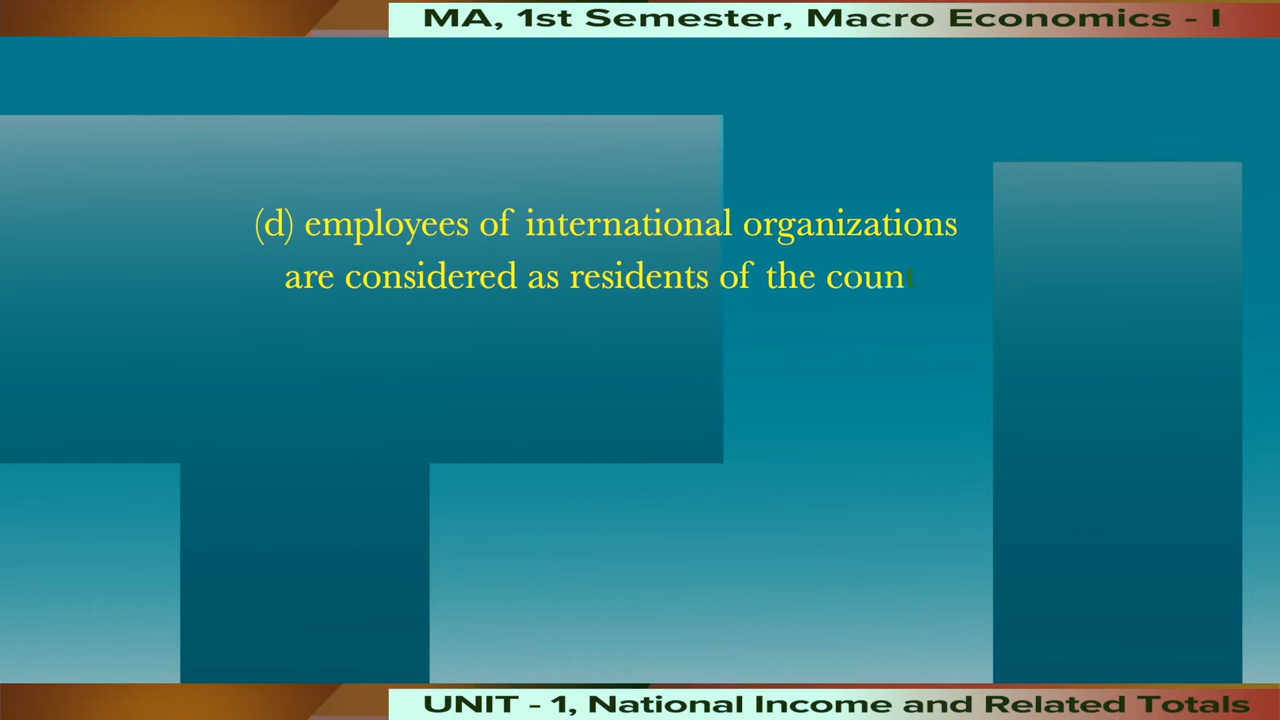 MA, 1st Semester, Macro Economics - I
(d) employees of international organizations
are considered as residents of the count
UNIT - 1, National Income and Related Totals